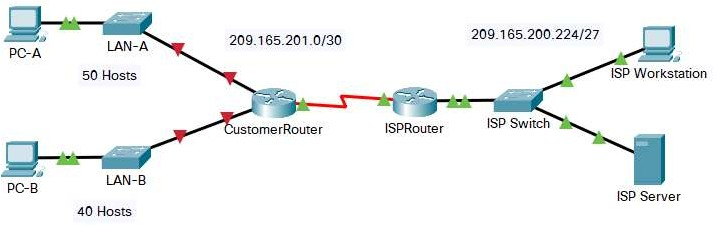 209.165.201.0/30
209.165.200.224/27
PC-A
LAN-A
50 Hosts
ISP Workstation
CustomerRouter
ISPRouter
ISP Switch
PC-B
LAN-B
40 Hosts
ISP Server